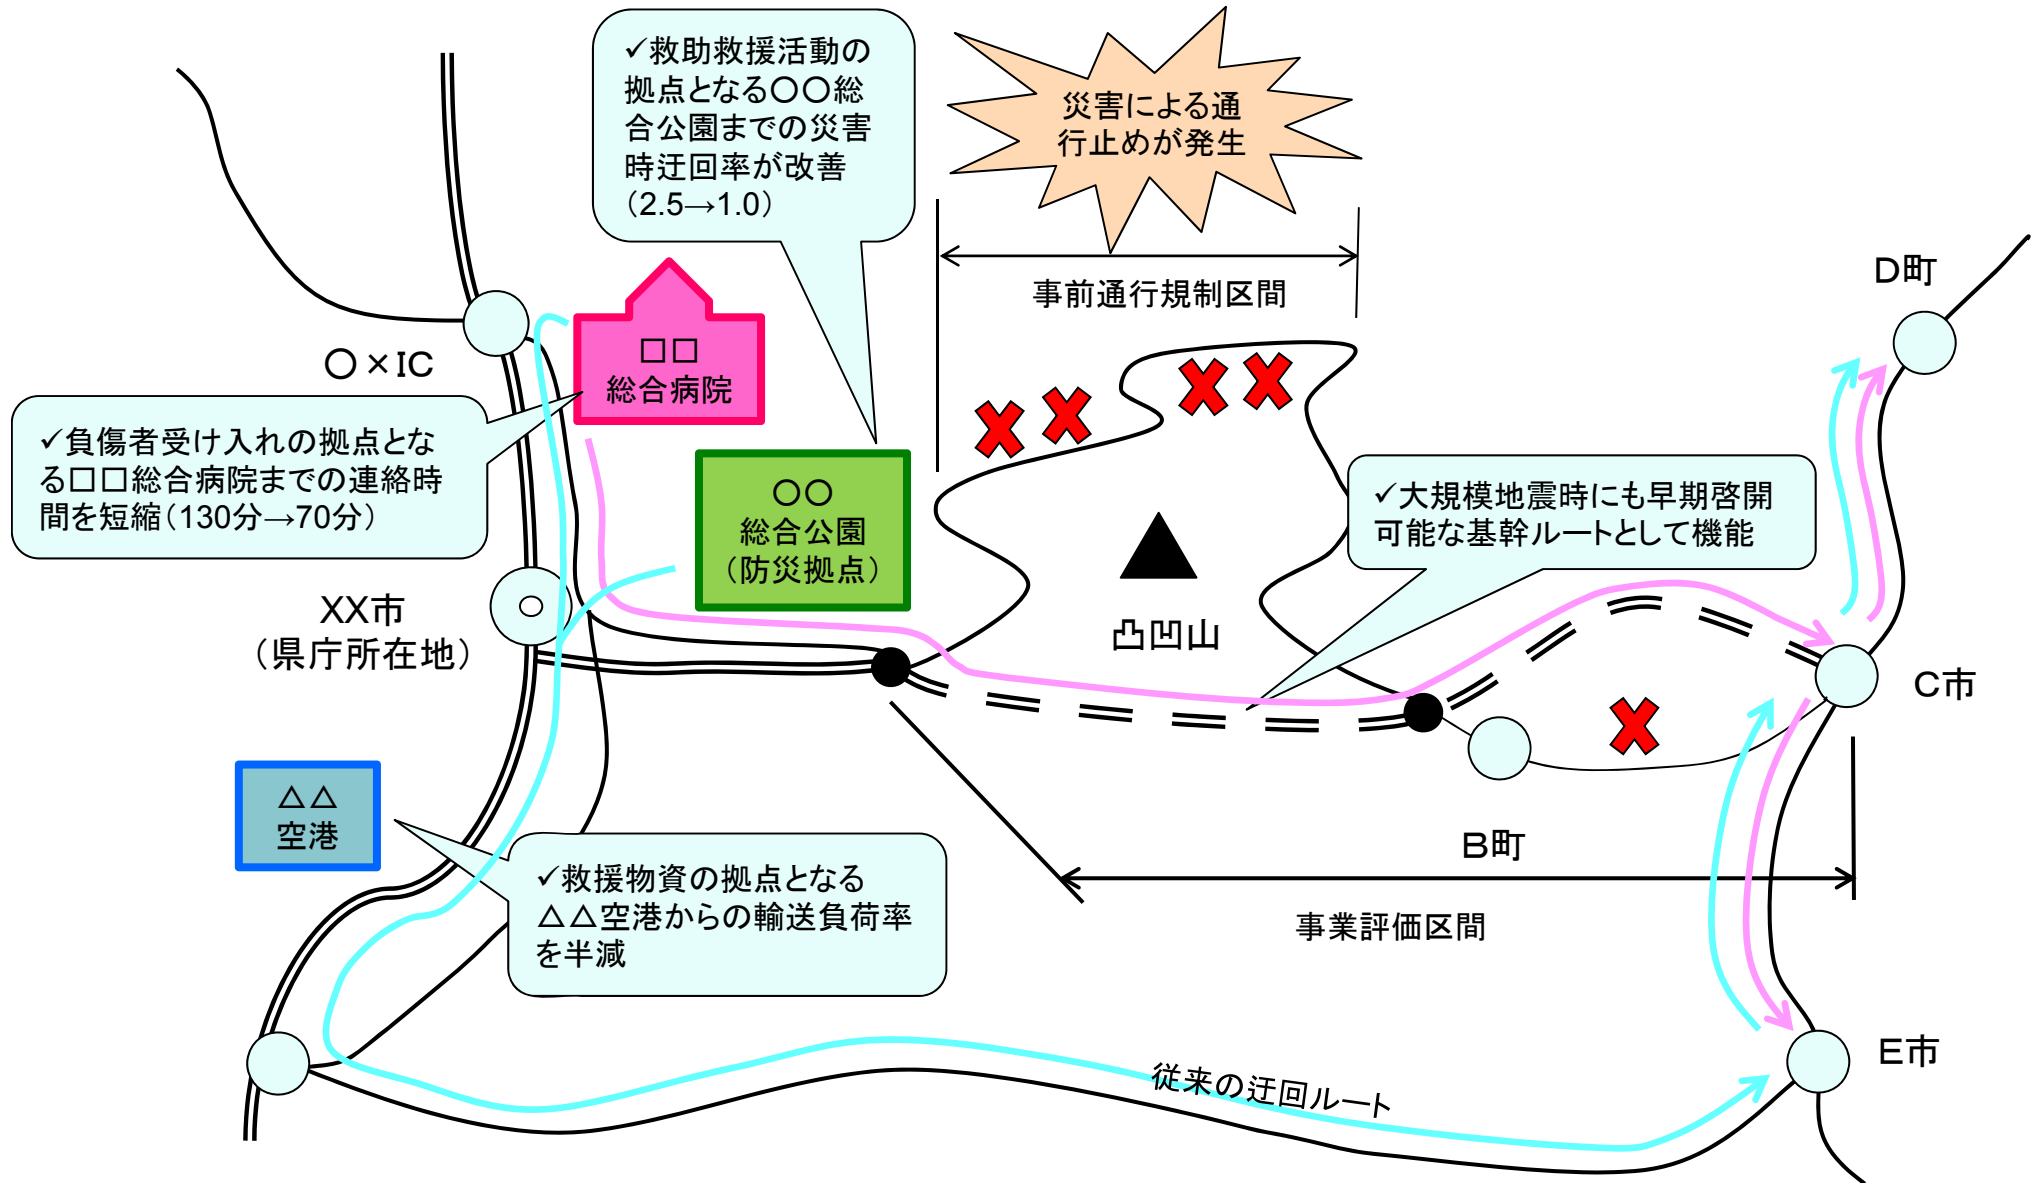 ✓救助救援活動の
拠点となる○○総
合公園までの災害
時迂回率が改善
（2.5→1.0）
災害による通
行止めが発生
事前通行規制区間
D町
□□
総合病院
○×IC
✓負傷者受け入れの拠点とな
る□□総合病院までの連絡時
間を短縮（130分→70分）
○○
総合公園
（防災拠点）
✓大規模地震時にも早期啓開
可能な基幹ルートとして機能
XX市
（県庁所在地）
凸凹山
C市
△△
空港
B町
✓救援物資の拠点となる
△△空港からの輸送負荷率
を半減
事業評価区間
E市
従来の迂回ルート